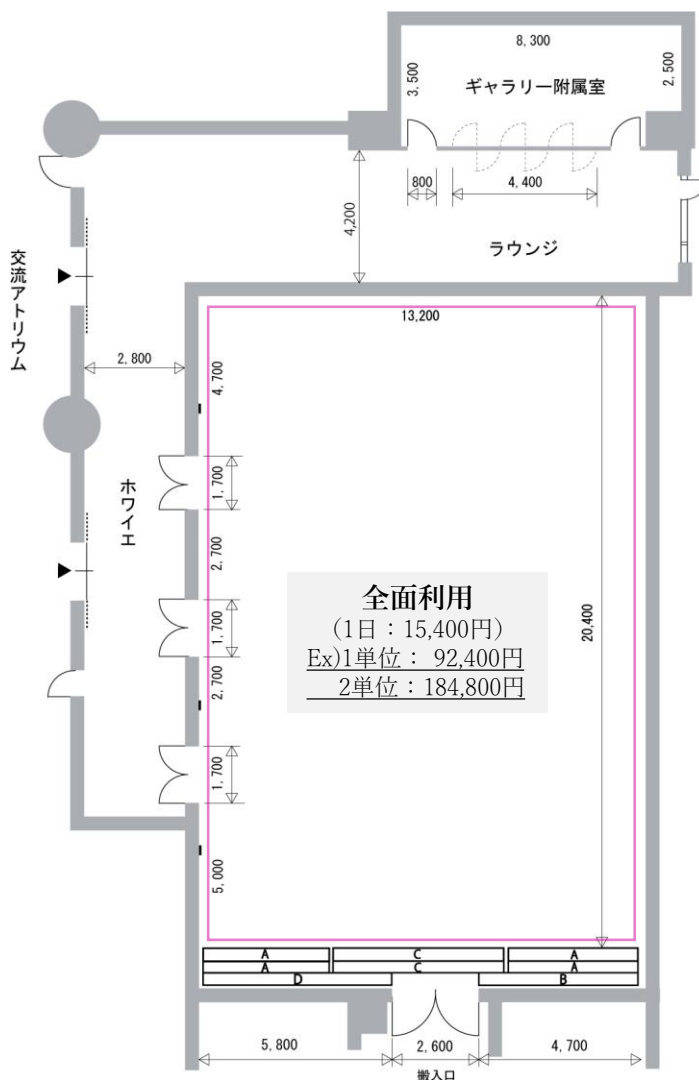 8,300
3,500
ギャラリー附属室
2,500
800
4,400
4,200
ラウンジ
交流アトリウム
13,200
2,800
4,700
ホワイエ
1,700
2,700
1,700
2,700
1,700
5,000
全面利用
(1日:15,400円)
Ex)1単位: 92,400円
2単位:184,800円
20,400
A
C
A
A
C
A
D
B
5,800
2,600
4,700
搬入口